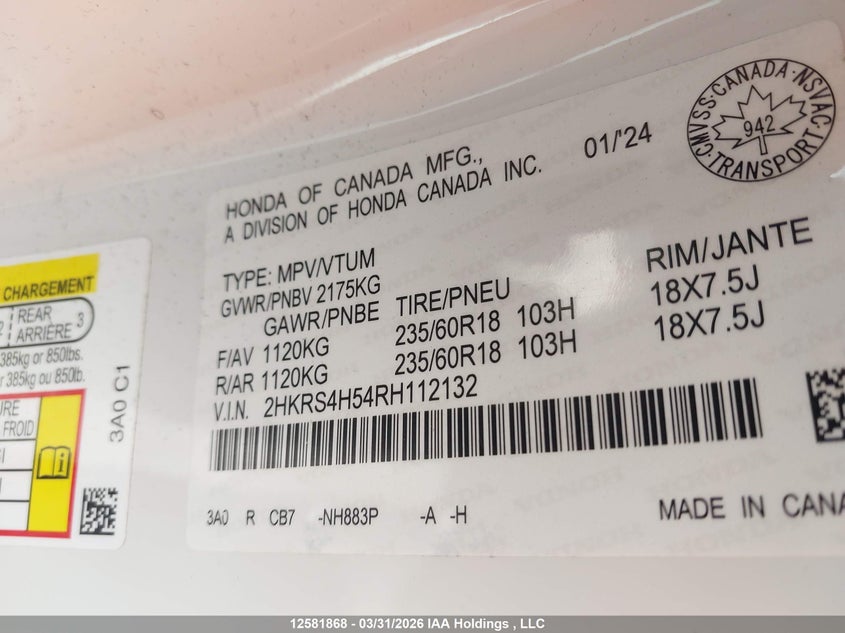 HONDA OF CANADA MFG.,
A DIVISION OF HONDA CANADA INC.
01/'24
CMVSS·CANADA·NSVAC
942
·TRANSPORT·
TYPE: MPV/VTUM
GVWR/PNBV 2175KG
GAWR/PNBE TIRE/PNEU RIM/JANTE
F/AV 1120KG 235/60R18 103H 18X7.5J
R/AR 1120KG 235/60R18 103H 18X7.5J
V.I.N. 2HKRS4H54RH112132
3A0 R CB7 -NH883P -A -H
MADE IN CANA
CHARGEMENT
2 REAR ARRIÈRE 3
385kg or 850lbs.
r 385kg ou 850lb.
URE
FROID
3A0 C1
12581868 - 03/31/2026 IAA Holdings , LLC